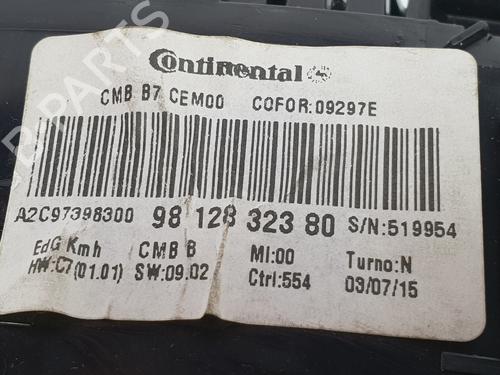 Continental
CMB B7 CEM00 COFOR:09297E
A2C97398300 98 128 323 80 S/N:519954
EdG Kmh CMB B MI:00 Turno:N
HW:C7(01.01) SW:09.02 Ctrl:554 03/07/15